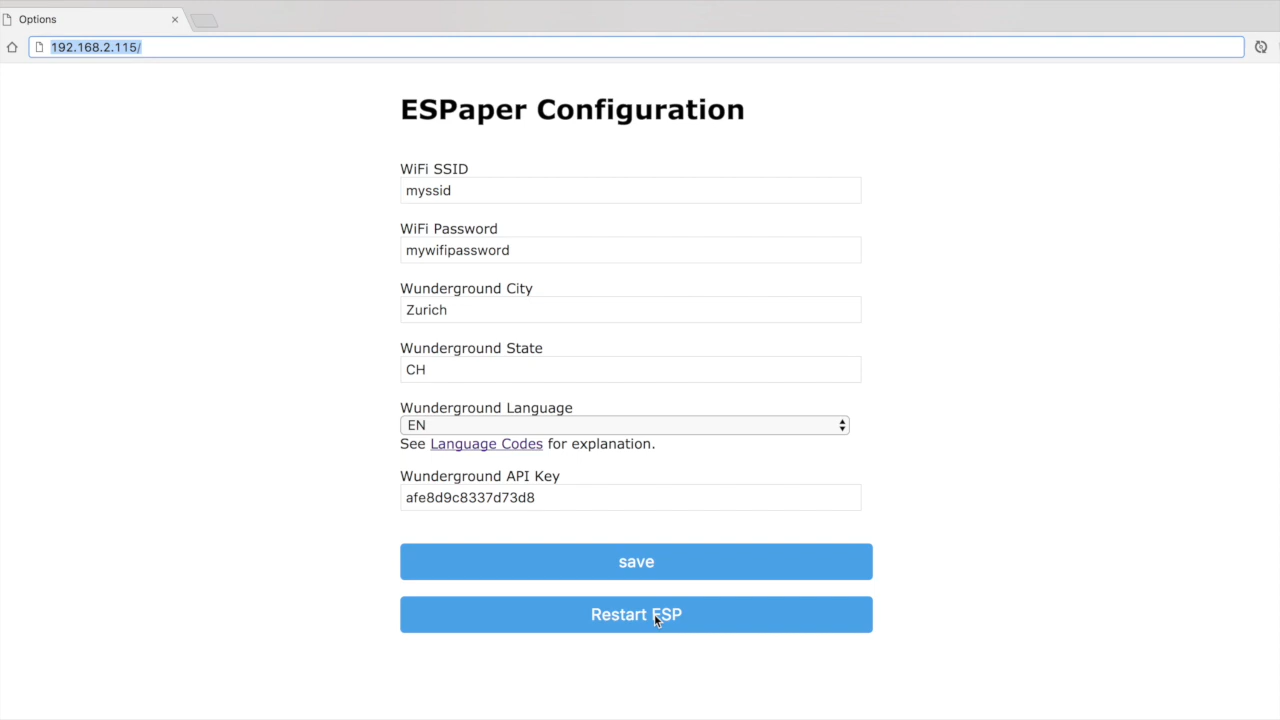 Options
192.168.2.115/
ESPaper Configuration
WiFi SSID
myssid
WiFi Password
mywifipassword
Wunderground City
Zurich
Wunderground State
CH
Wunderground Language
EN
See Language Codes for explanation.
Wunderground API Key
afe8d9c8337d73d8
save
Restart ESP